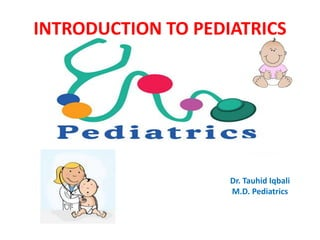 INTRODUCTION TO PEDIATRICS
Pediatrics
Dr. Tauhid Iqbali
M.D. Pediatrics